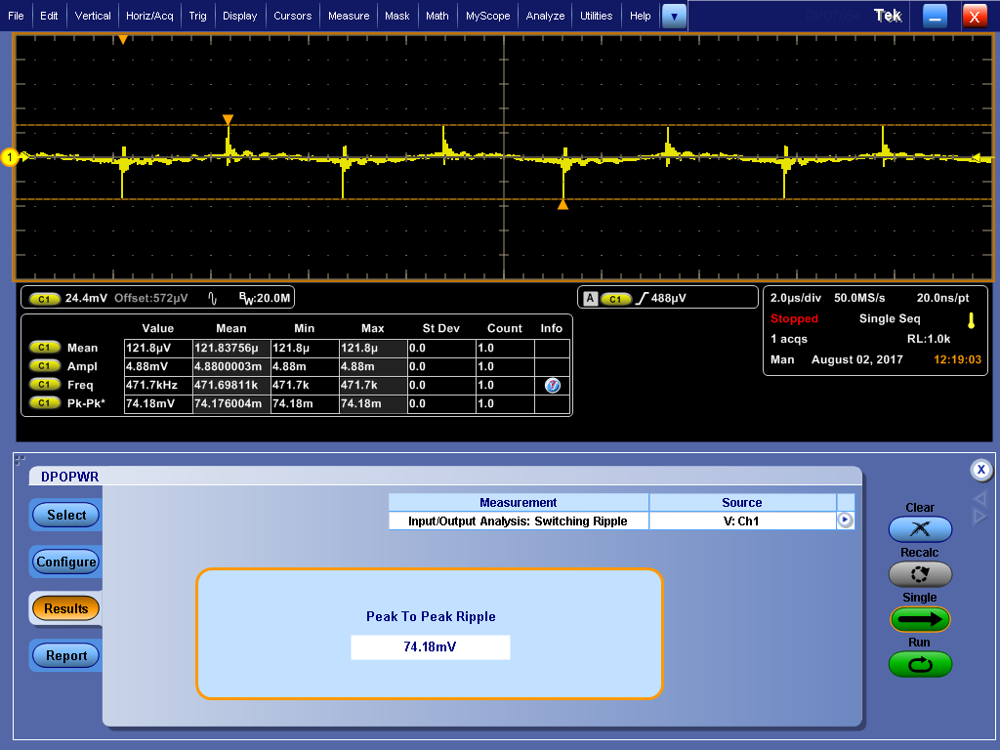 File Edit Vertical Horiz/Acq Trig Display Cursors Measure Mask Math MyScope Analyze Utilities Help Tek X
1
C1 24.4mV Offset:572µV BW:20.0M
A C1 488µV
2.0µs/div 50.0MS/s 20.0ns/pt
Stopped Single Seq
1 acqs RL:1.0k
Man August 02, 2017 12:19:03
Value Mean Min Max St Dev Count Info
C1 Mean 121.8µV 121.83756µ 121.8µ 121.8µ 0.0 1.0
C1 Ampl 4.88mV 4.8800003m 4.88m 4.88m 0.0 1.0
C1 Freq 471.7kHz 471.69811k 471.7k 471.7k 0.0 1.0
C1 Pk-Pk* 74.18mV 74.176004m 74.18m 74.18m 0.0 1.0
DPOPWR
X
Select
Configure
Results
Report
Measurement Source
Input/Output Analysis: Switching Ripple V: Ch1
Peak To Peak Ripple
74.18mV
Clear
Recalc
Single
Run